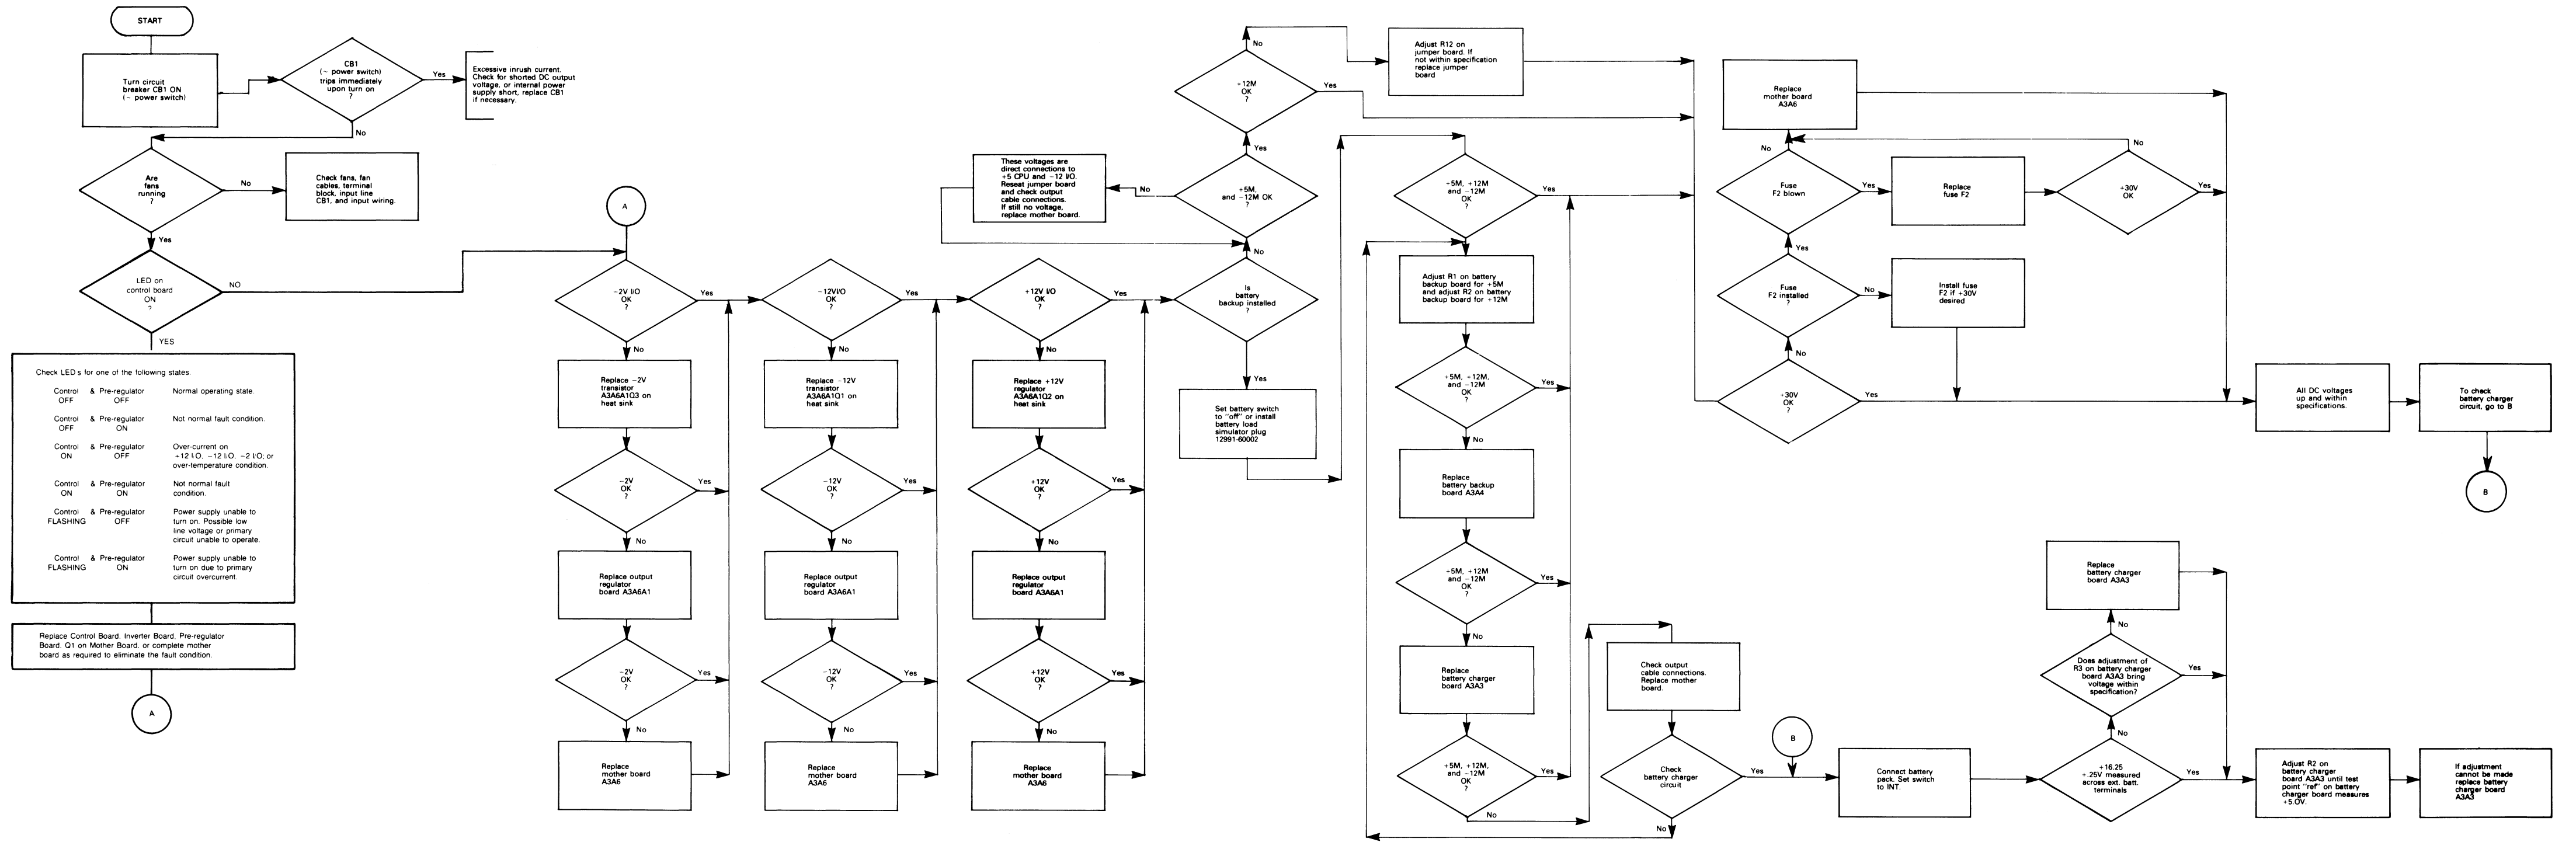 START
Turn circuit
breaker CB1 ON
(~ power switch)
CB1
(~ power switch)
trips immediately
upon turn on
?
Yes
Excessive inrush current.
Check for shorted DC output
voltage, or internal power
supply short, replace CB1
if necessary.
No
Are
fans
running
?
No
Check fans, fan
cables, terminal
block, input line
CB1, and input wiring.
Yes
LED on
control board
ON
?
NO
YES
Check LED s for one of the following states.
Control & Pre-regulator Normal operating state.
OFF OFF
Control & Pre-regulator Not normal fault condition.
OFF ON
Control & Pre-regulator Over-current on
ON OFF +12 I/O, −12 I/O, −2 I/O; or
over-temperature condition.
Control & Pre-regulator Not normal fault
ON ON condition.
Control & Pre-regulator Power supply unable to
FLASHING OFF turn on. Possible low
line voltage or primary
circuit unable to operate.
Control & Pre-regulator Power supply unable to
FLASHING ON turn on due to primary
circuit overcurrent.
Replace Control Board. Inverter Board. Pre-regulator
Board. Q1 on Mother Board. or complete mother
board as required to eliminate the fault condition.
A
A
−2V I/O
OK
?
Yes
No
Replace −2V
transistor
A3A6A1Q3 on
heat sink
−2V
OK
?
Yes
No
Replace output
regulator
board A3A6A1
−2V
OK
?
Yes
No
Replace
mother board
A3A6
−12VI/O
OK
?
Yes
No
Replace −12V
transistor
A3A6A1Q1 on
heat sink
−12V
OK
?
Yes
No
Replace output
regulator
board A3A6A1
−12V
OK
?
Yes
No
Replace
mother board
A3A6
+12V I/O
OK
?
Yes
No
Replace +12V
regulator
A3A6A1Q2 on
heat sink
+12V
OK
?
Yes
No
Replace output
regulator
board A3A6A1
+12V
OK
?
Yes
No
Replace
mother board
A3A6
Is
battery
backup installed
?
No
Yes
Set battery switch
to "off" or install
battery load
simulator plug
12991-60002
+5M,
and −12M OK
?
No
These voltages are
direct connections to
+5 CPU and −12 I/O.
Reseat jumper board
and check output
cable connections.
If still no voltage,
replace mother board.
Yes
+12M
OK
?
No
Yes
Adjust R12 on
jumper board. If
not within specification
replace jumper
board
+5M, +12M
and −12M
OK
?
Yes
Adjust R1 on battery
backup board for +5M
and adjust R2 on battery
backup board for +12M
+5M, +12M,
and −12M
OK
?
Yes
No
Replace
battery backup
board A3A4
+5M, +12M
and −12M
OK
?
Yes
No
Replace
battery charger
board A3A3
+5M, +12M,
and −12M
OK
?
Yes
No
Check output
cable connections.
Replace mother
board.
Check
battery charger
circuit
Yes
No
Replace
mother board
A3A6
No
Fuse
F2 blown
Yes
Replace
fuse F2
+30V
OK
No
Yes
Yes
Fuse
F2 installed
?
No
Install fuse
F2 if +30V
desired
No
+30V
OK
?
Yes
All DC voltages
up and within
specifications.
To check
battery charger
circuit, go to B
B
B
Connect battery
pack. Set switch
to INT.
+16.25
+.25V measured
across ext. batt.
terminals
Yes
No
Does adjustment of
R3 on battery charger
board A3A3 bring
voltage within
specification?
Yes
No
Replace
battery charger
board A3A3
Adjust R2 on
battery charger
board A3A3 until test
point "ref" on battery
charger board measures
+5.0V.
If adjustment
cannot be made
replace battery
charger board
A3A3